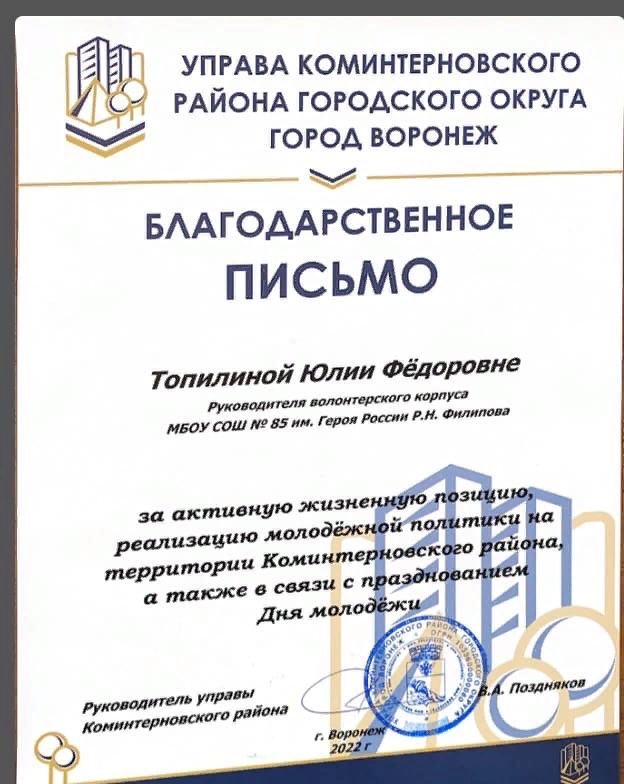 УПРАВА КОМИНТЕРНОВСКОГО
РАЙОНА ГОРОДСКОГО ОКРУГА
ГОРОД ВОРОНЕЖ
БЛАГОДАРСТВЕННОЕ
ПИСЬМО
Топилиной Юлии Фёдоровне
Руководителя волонтерского корпуса
МБОУ СОШ № 85 им. Героя России Р.Н. Филипова
за активную жизненную позицию,
реализацию молодёжной политики на
территории Коминтерновского района,
а также в связи с празднованием
Дня молодёжи
Руководитель управы
Коминтерновского района
В.А. Поздняков
г. Воронеж
2022 г